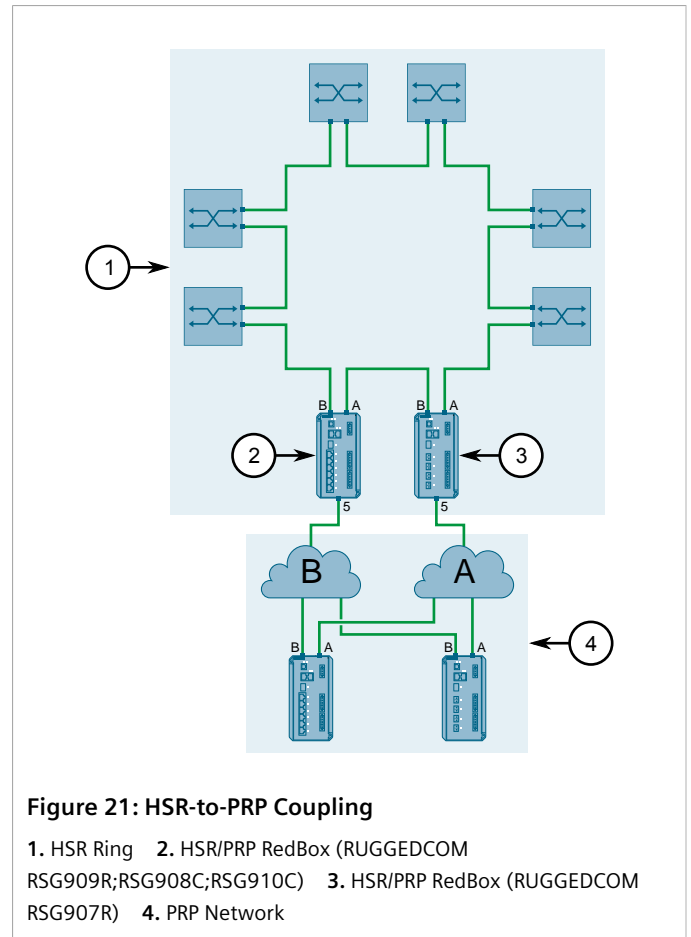 1
B
A
B
A
2
3
5
5
B
A
4
B
A
B
A
Figure 21: HSR-to-PRP Coupling
1. HSR Ring 2. HSR/PRP RedBox (RUGGEDCOM
RSG909R;RSG908C;RSG910C) 3. HSR/PRP RedBox (RUGGEDCOM
RSG907R) 4. PRP Network